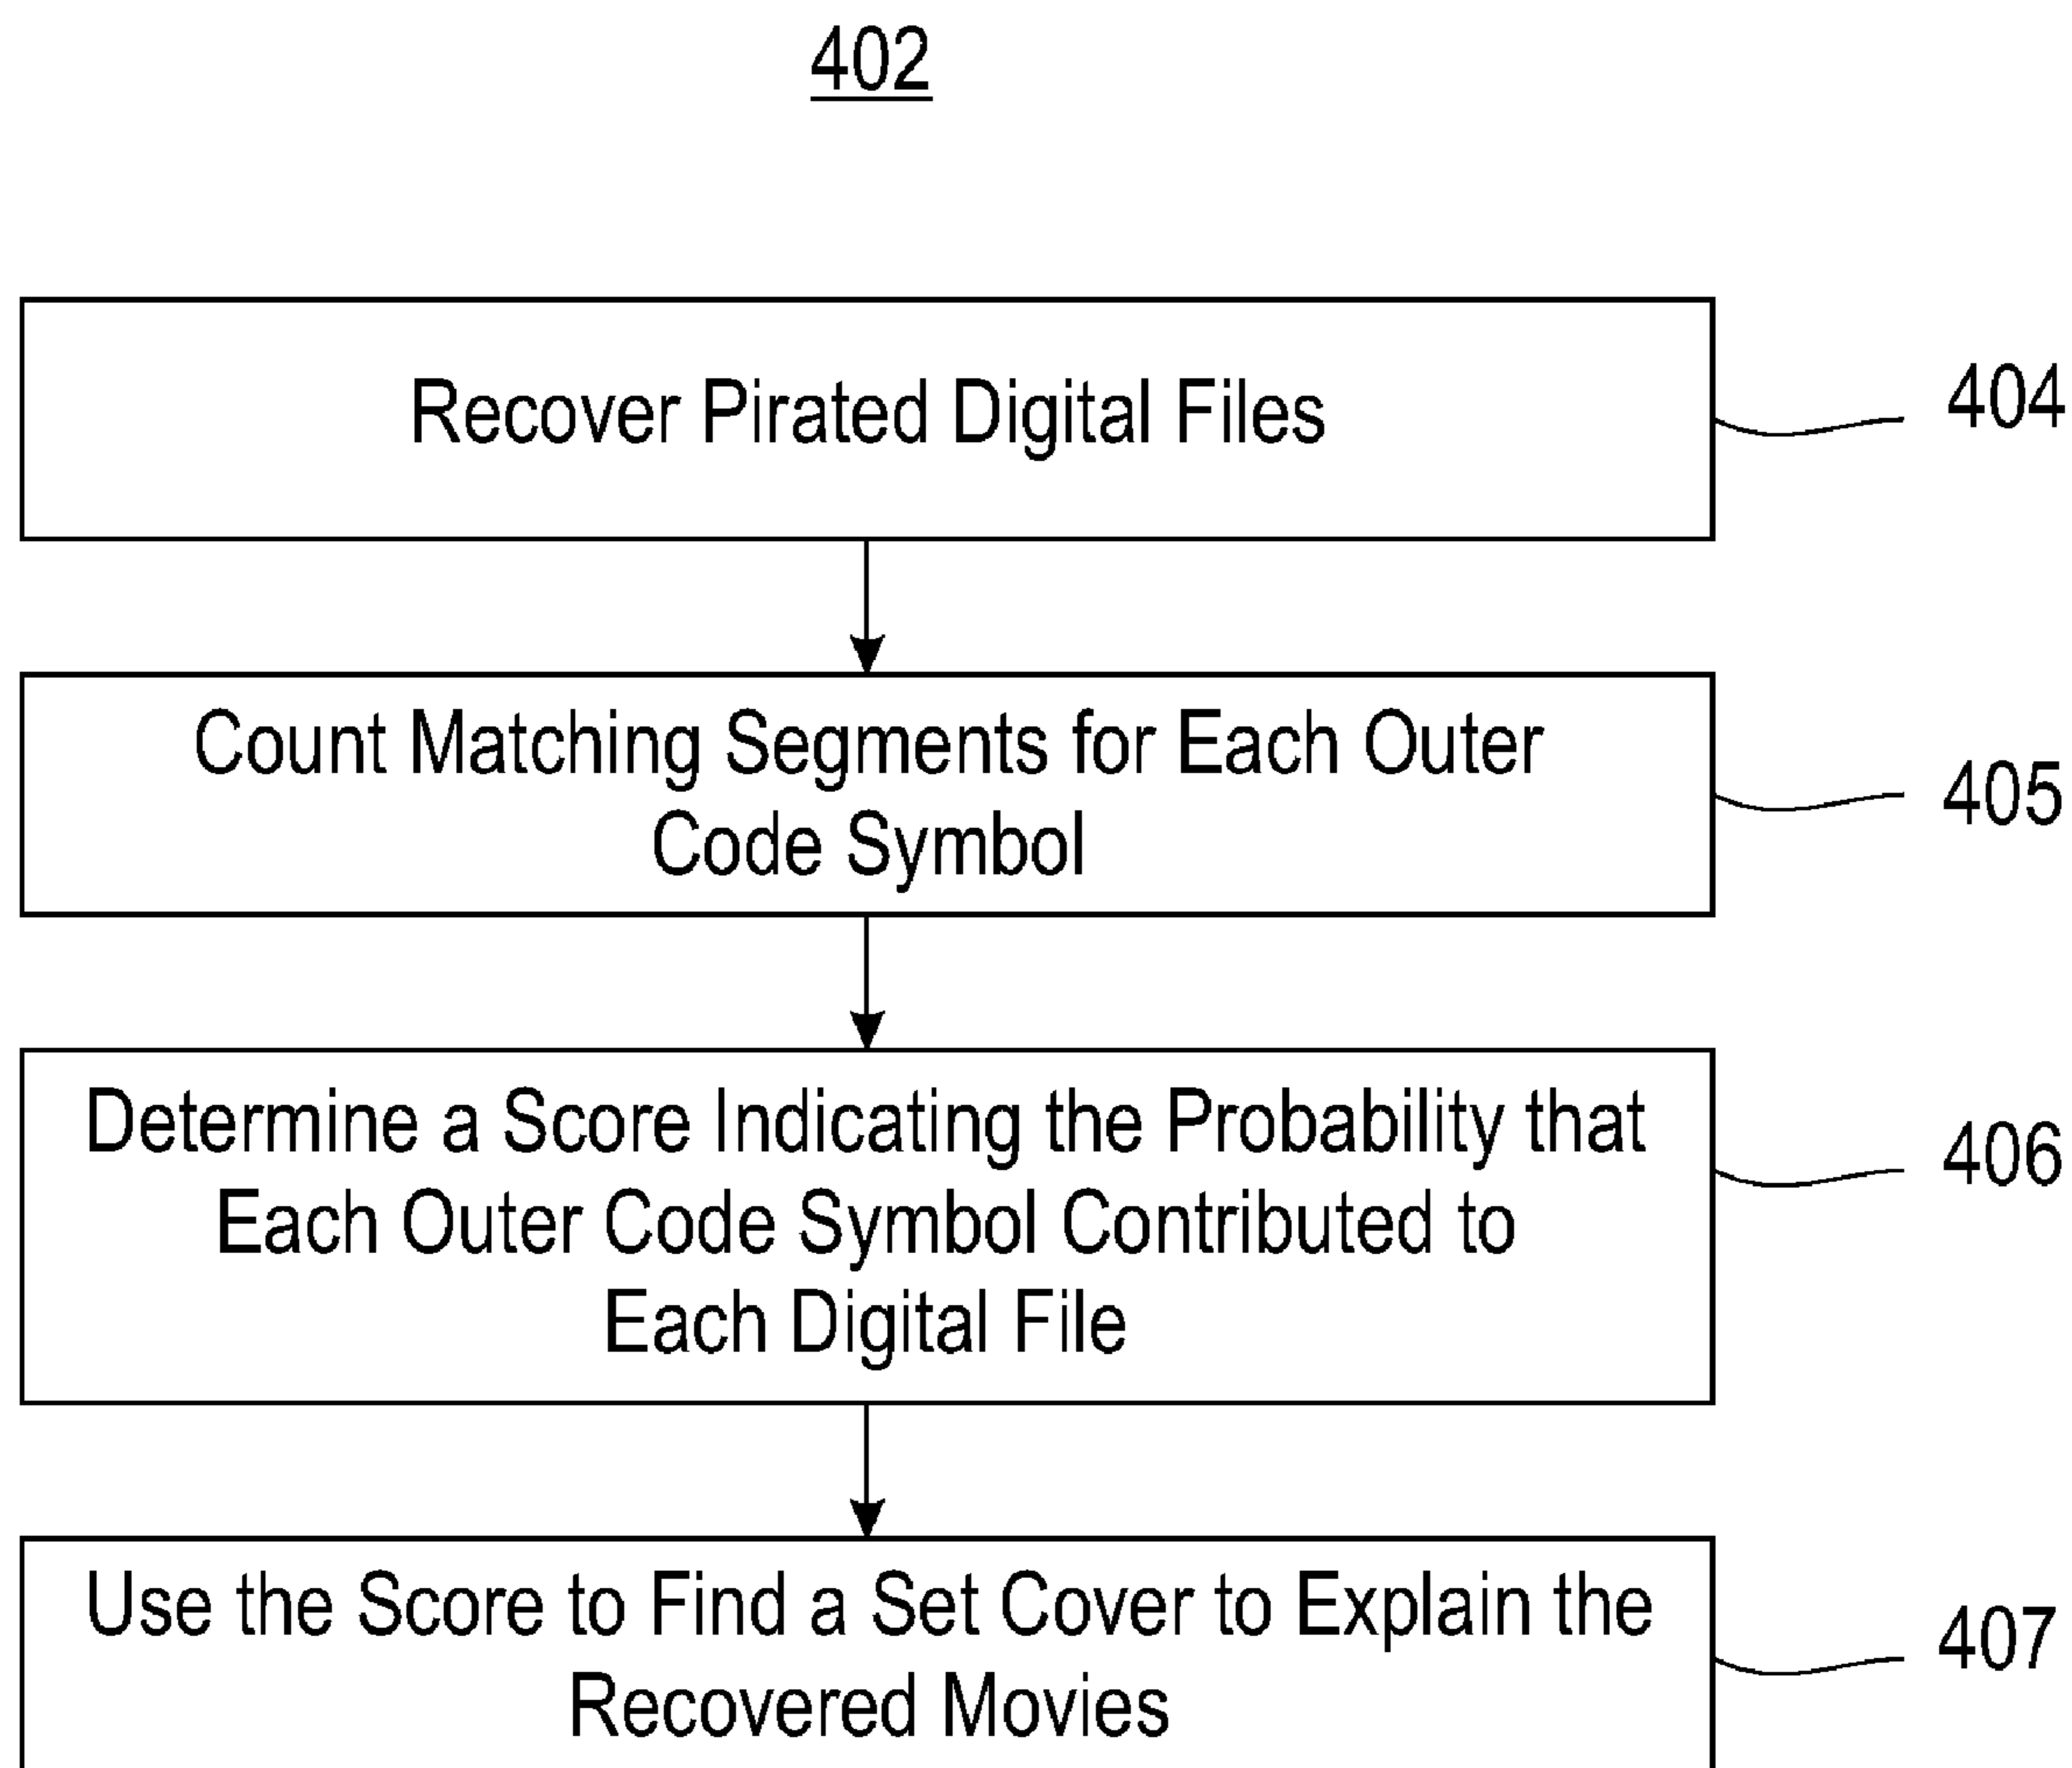 402
Recover Pirated Digital Files
404
Count Matching Segments for Each Outer
Code Symbol
405
Determine a Score Indicating the Probability that
Each Outer Code Symbol Contributed to
Each Digital File
406
Use the Score to Find a Set Cover to Explain the
Recovered Movies
407